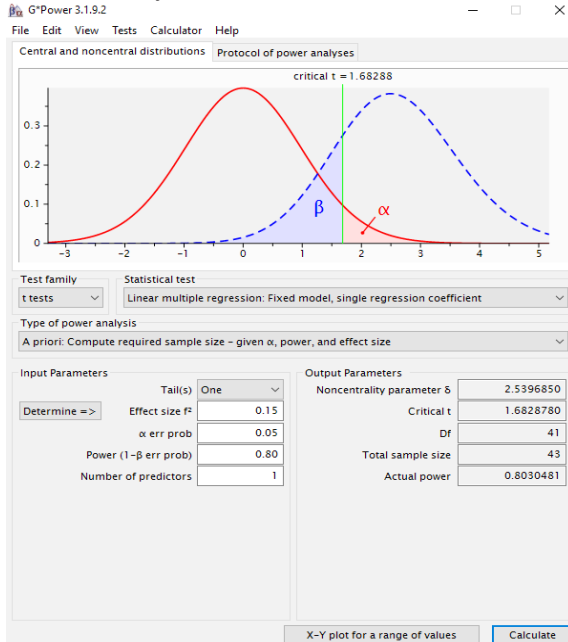 G*Power 3.1.9.2
File Edit View Tests Calculator Help
Central and noncentral distributions Protocol of power analyses
critical t = 1.68288
0.3
0.2
β α
0.1
0
-3 -2 -1 0 1 2 3 4 5
Test family Statistical test
t tests Linear multiple regression: Fixed model, single regression coefficient
Type of power analysis
A priori: Compute required sample size – given α, power, and effect size
Input Parameters Output Parameters
Tail(s) One Noncentrality parameter δ 2.5396850
Determine => Effect size f² 0.15 Critical t 1.6828780
α err prob 0.05 Df 41
Power (1-β err prob) 0.80 Total sample size 43
Number of predictors 1 Actual power 0.8030481
X-Y plot for a range of values Calculate